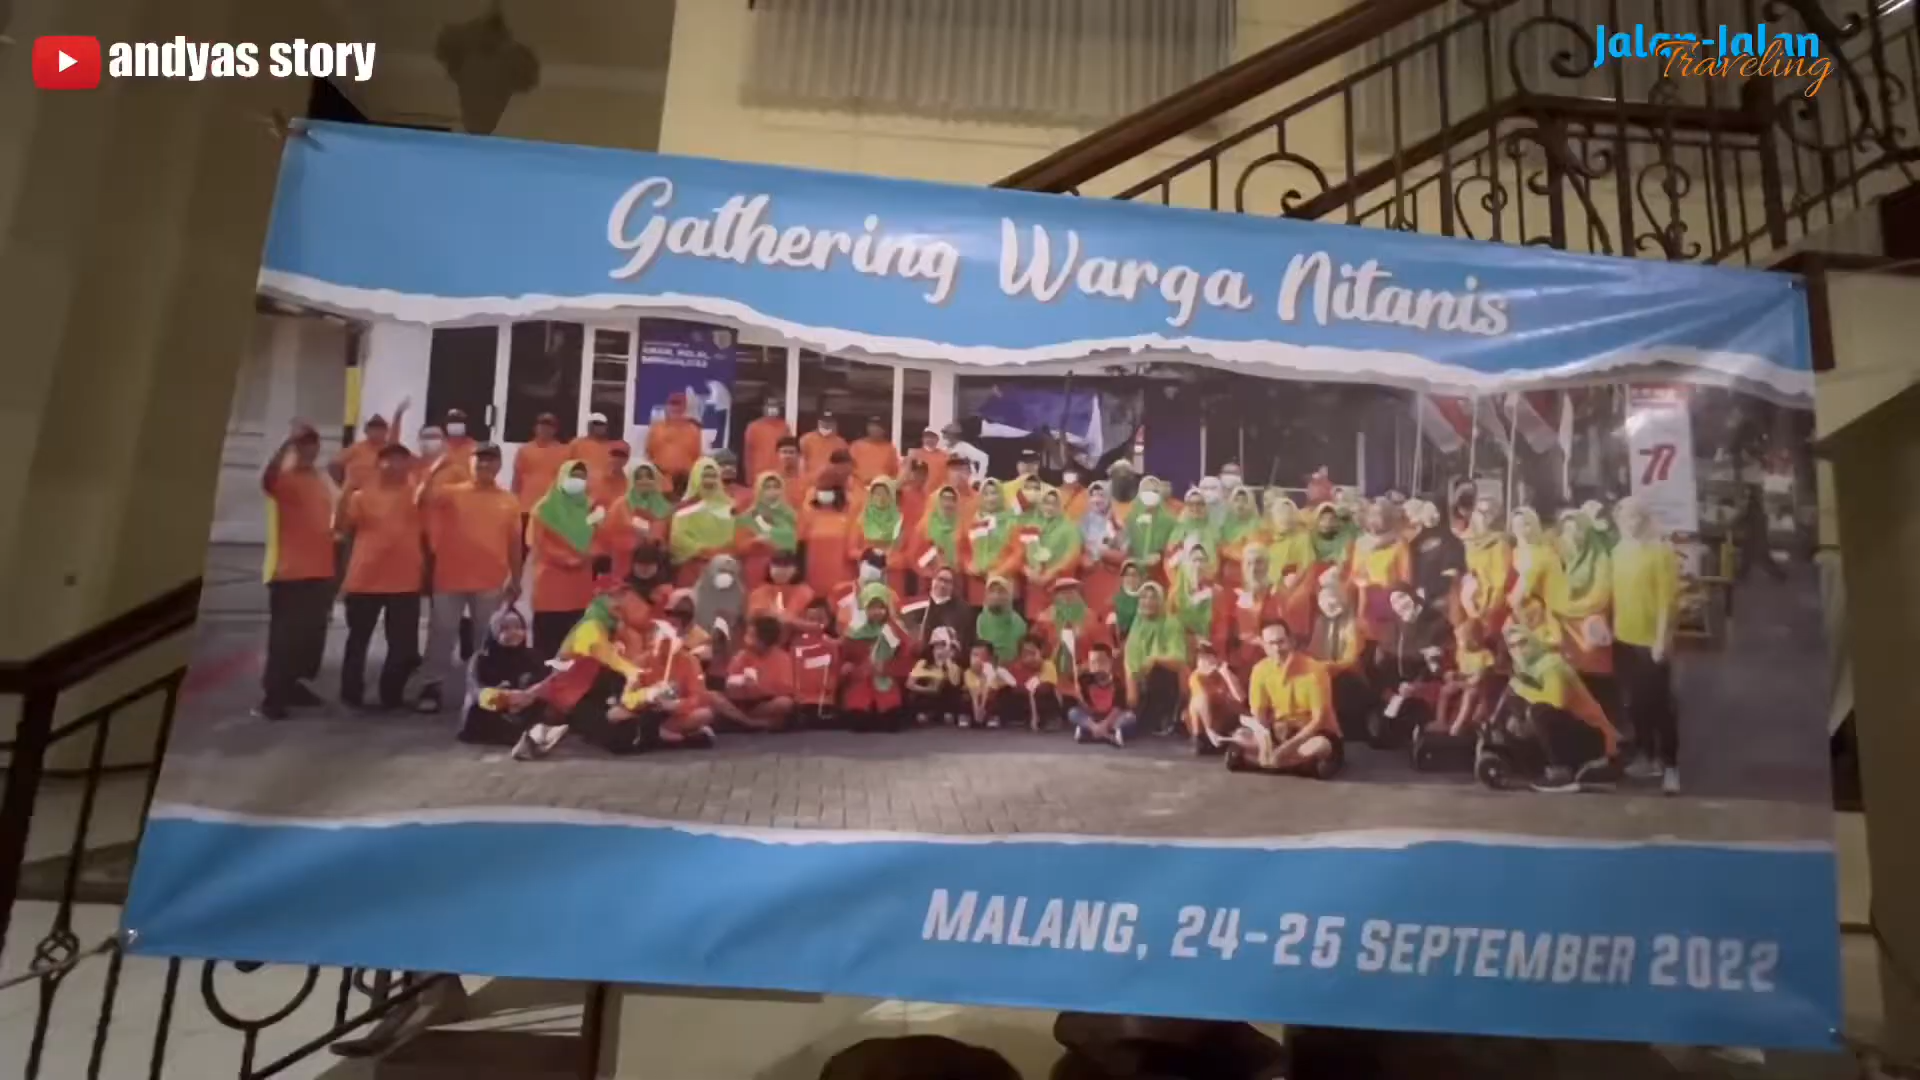 andyas story
Jalan-Jalan
Traveling
Gathering Warga Nitanis
77
MALANG, 24-25 SEPTEMBER 2022